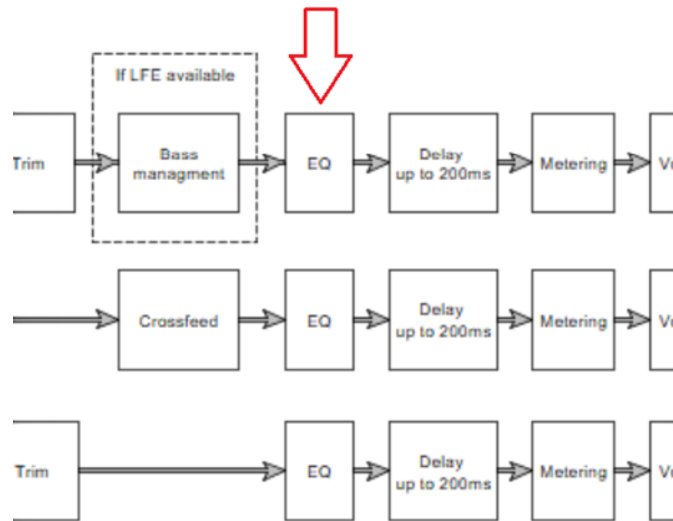 If LFE available
Trim
Bass
managment
EQ
Delay
up to 200ms
Metering
Crossfeed
EQ
Delay
up to 200ms
Metering
Trim
EQ
Delay
up to 200ms
Metering